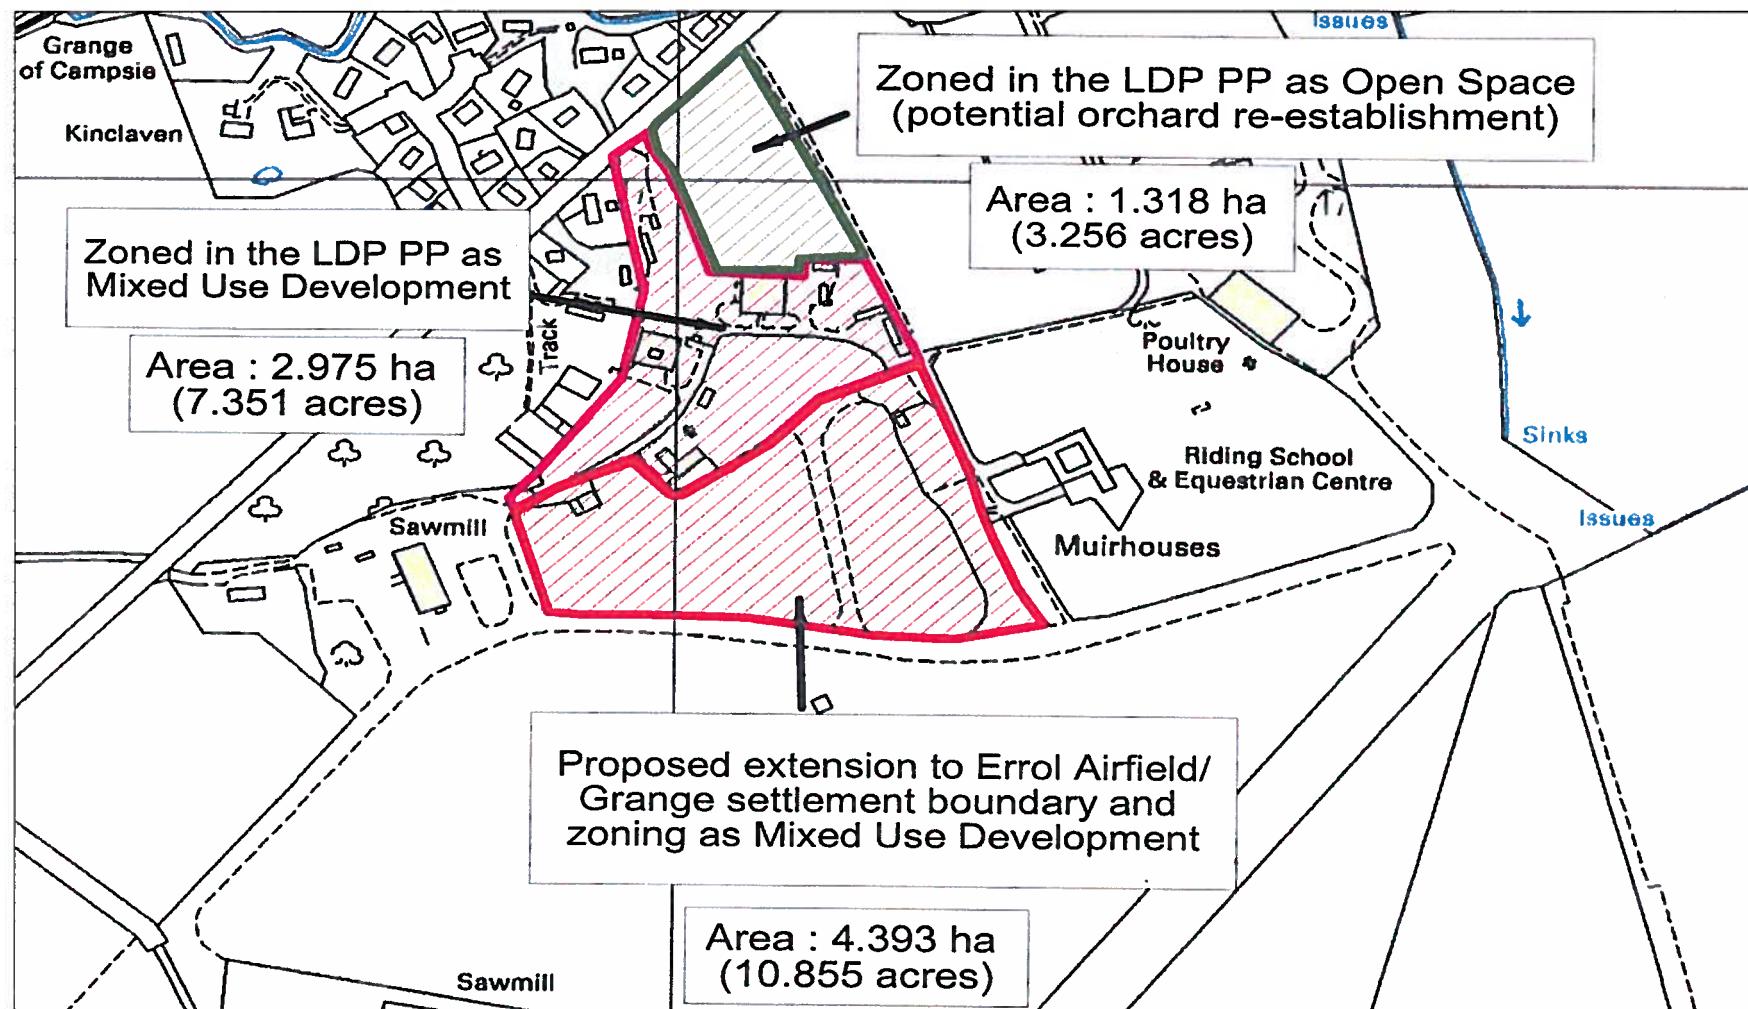 Issues
Grange
of Campsie
Kinclaven
Zoned in the LDP PP as Open Space
(potential orchard re-establishment)
Area : 1.318 ha
(3.256 acres)
Zoned in the LDP PP as
Mixed Use Development
Area : 2.975 ha
(7.351 acres)
Track
Poultry
House
Sinks
Riding School
& Equestrian Centre
Issues
Sawmill
Muirhouses
Proposed extension to Errol Airfield/
Grange settlement boundary and
zoning as Mixed Use Development
Area : 4.393 ha
(10.855 acres)
Sawmill